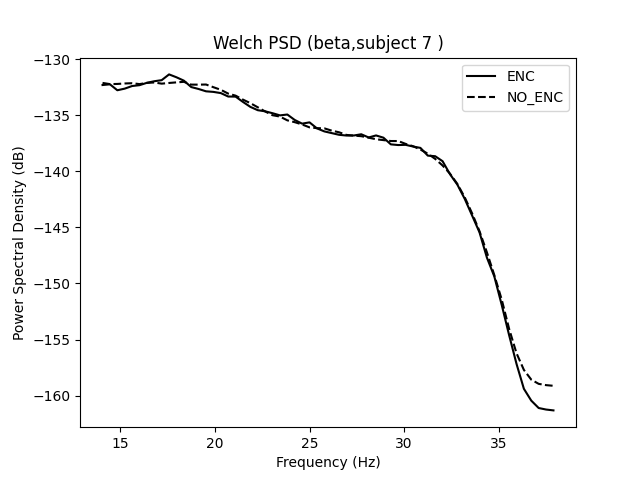 Welch PSD (beta,subject 7 )
ENC
NO_ENC
Power Spectral Density (dB)
−130
−135
−140
−145
−150
−155
−160
15 20 25 30 35
Frequency (Hz)